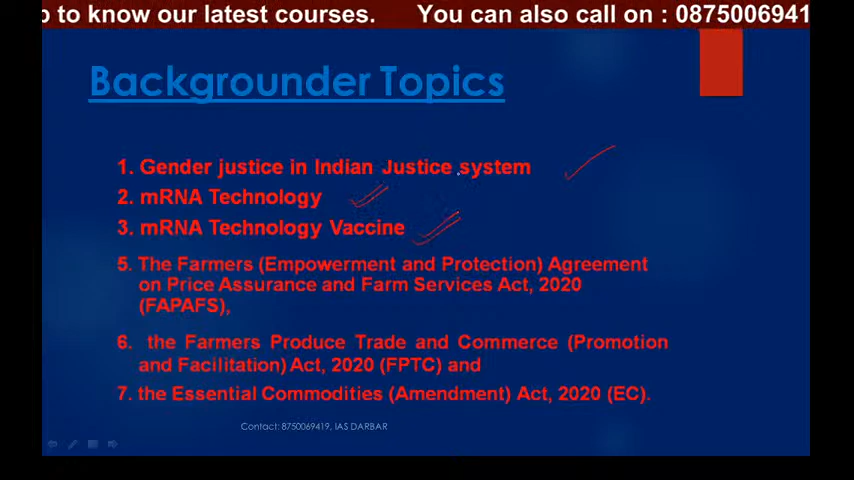 p to know our latest courses. You can also call on : 0875006941
Backgrounder Topics
1. Gender justice in Indian Justice system
2. mRNA Technology
3. mRNA Technology Vaccine
5. The Farmers (Empowerment and Protection) Agreement
on Price Assurance and Farm Services Act, 2020
(FAPAFS),
6. the Farmers Produce Trade and Commerce (Promotion
and Facilitation) Act, 2020 (FPTC) and
7. the Essential Commodities (Amendment) Act, 2020 (EC).
Contact: 8750069419, IAS DARBAR